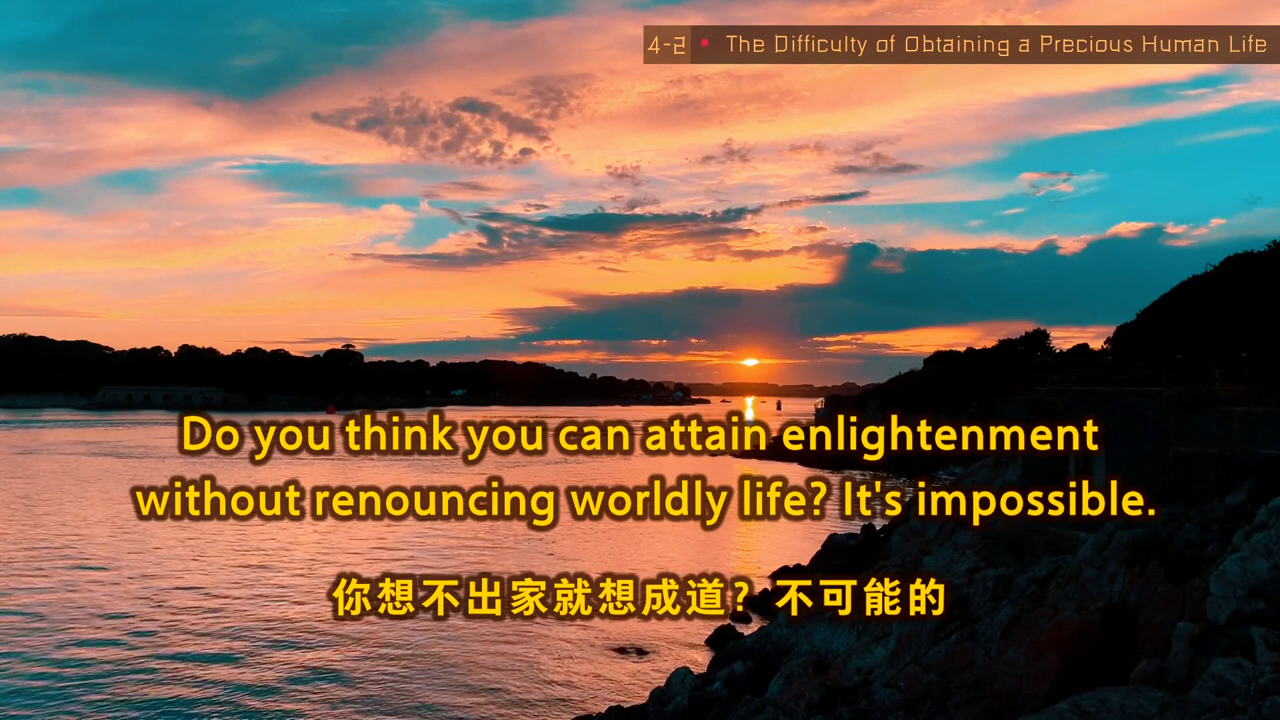 4-2 • The Difficulty of Obtaining a Precious Human Life
Do you think you can attain enlightenment
without renouncing worldly life? It's impossible.
你想不出家就想成道? 不可能的